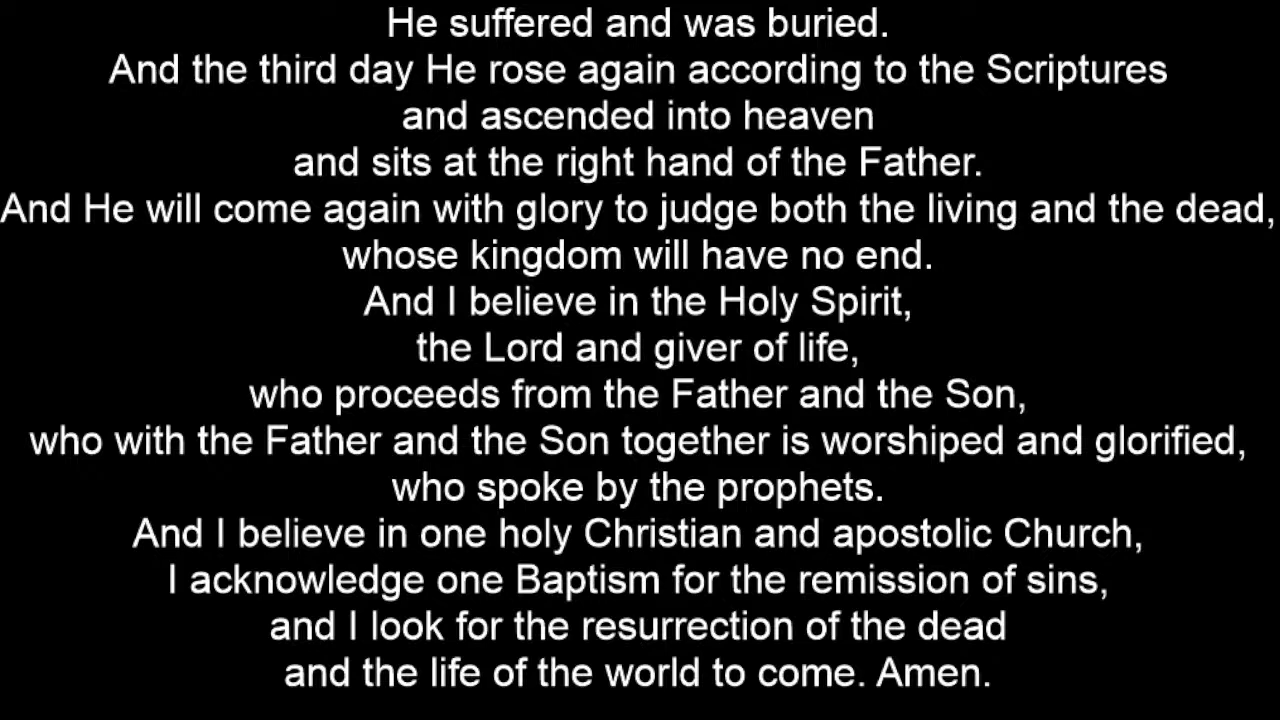 He suffered and was buried.
And the third day He rose again according to the Scriptures
and ascended into heaven
and sits at the right hand of the Father.
And He will come again with glory to judge both the living and the dead,
whose kingdom will have no end.
And I believe in the Holy Spirit,
the Lord and giver of life,
who proceeds from the Father and the Son,
who with the Father and the Son together is worshiped and glorified,
who spoke by the prophets.
And I believe in one holy Christian and apostolic Church,
I acknowledge one Baptism for the remission of sins,
and I look for the resurrection of the dead
and the life of the world to come. Amen.